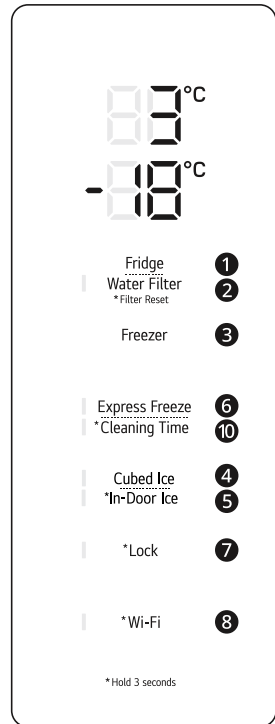 3 °C
-18 °C
Fridge 1
Water Filter 2
*Filter Reset
Freezer 3
Express Freeze 6
*Cleaning Time 10
Cubed Ice 4
*In-Door Ice 5
*Lock 7
*Wi-Fi 8
*Hold 3 seconds